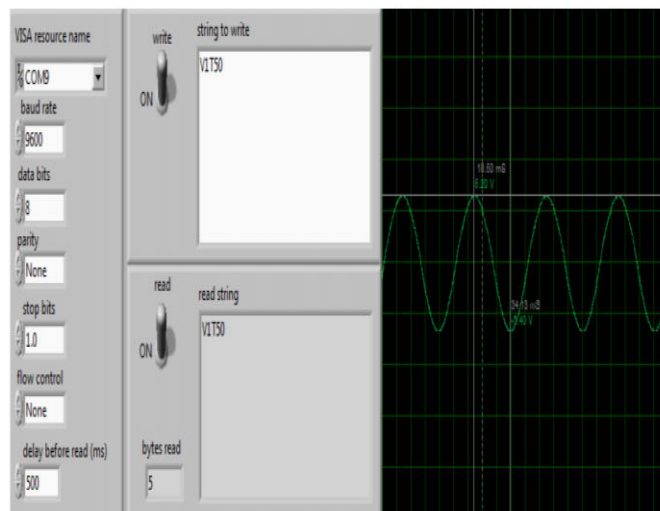 VISA resource name
COM9
baud rate
9600
data bits
8
parity
None
stop bits
1.0
flow control
None
delay before read (ms)
500
write
ON
string to write
V1T50
read
ON
bytes read
5
read string
V1T50
mS
V
mS
V